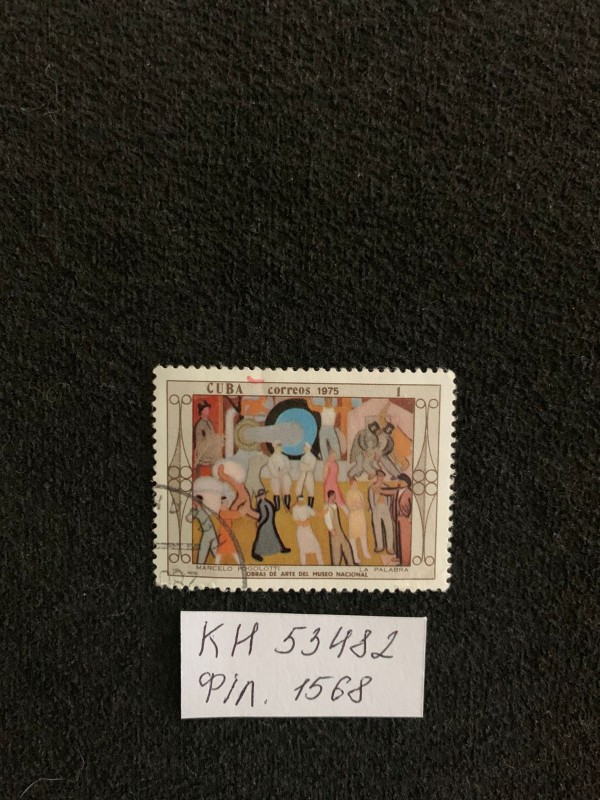 CUBA correos 1975 1
MARCELO POGOLOTTI LA PALABRA
OBRAS DE ARTE DEL MUSEO NACIONAL
КН 53482
Філ. 1568